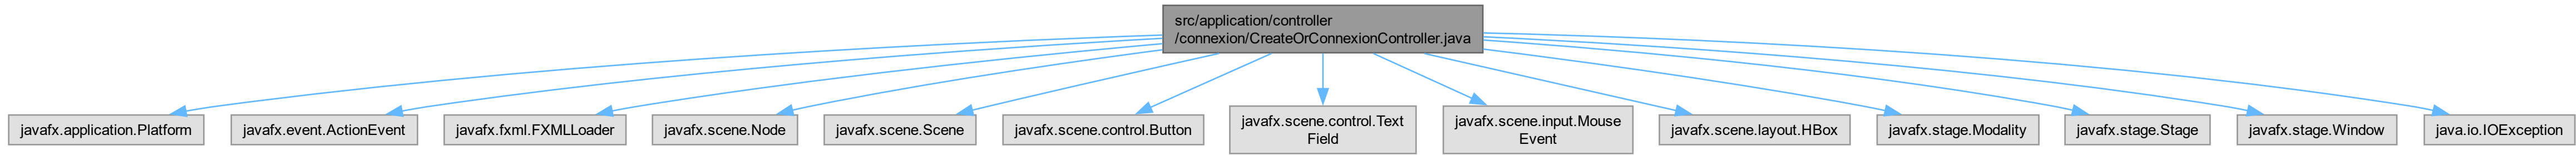 src/application/controller
/connexion/CreateOrConnexionController.java
javafx.application.Platform
javafx.event.ActionEvent
javafx.fxml.FXMLLoader
javafx.scene.Node
javafx.scene.Scene
javafx.scene.control.Button
javafx.scene.control.Text
Field
javafx.scene.input.Mouse
Event
javafx.scene.layout.HBox
javafx.stage.Modality
javafx.stage.Stage
javafx.stage.Window
java.io.IOException